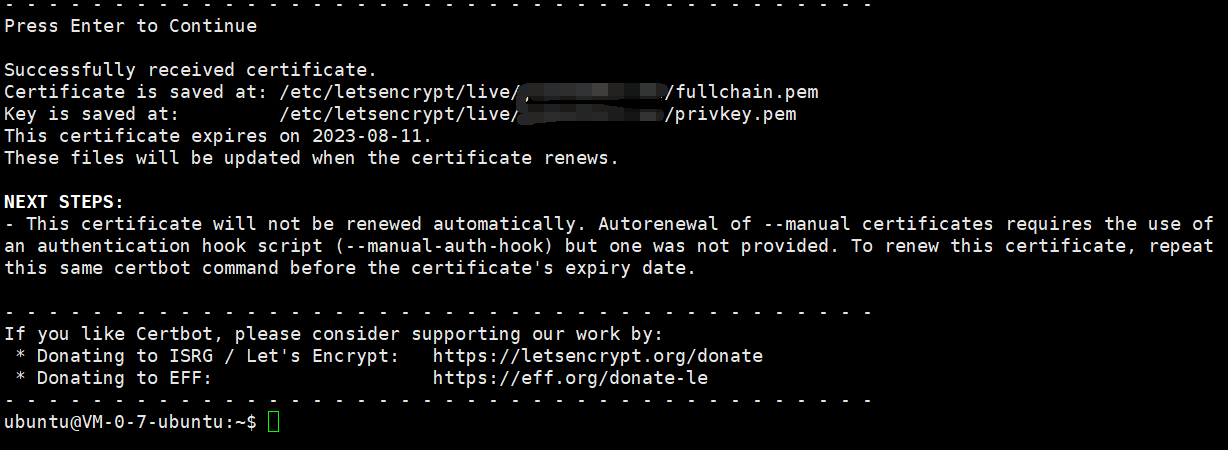 - - - - - - - - - - - - - - - - - - - - - - - - - - - - - - - - - - - - - - - -
Press Enter to Continue
Successfully received certificate.
Certificate is saved at: /etc/letsencrypt/live/ /fullchain.pem
Key is saved at: /etc/letsencrypt/live/ /privkey.pem
This certificate expires on 2023-08-11.
These files will be updated when the certificate renews.
NEXT STEPS:
- This certificate will not be renewed automatically. Autorenewal of --manual certificates requires the use of
an authentication hook script (--manual-auth-hook) but one was not provided. To renew this certificate, repeat
this same certbot command before the certificate's expiry date.
- - - - - - - - - - - - - - - - - - - - - - - - - - - - - - - - - - - - - - - -
If you like Certbot, please consider supporting our work by:
* Donating to ISRG / Let's Encrypt: https://letsencrypt.org/donate
* Donating to EFF: https://eff.org/donate-le
- - - - - - - - - - - - - - - - - - - - - - - - - - - - - - - - - - - - - - - -
ubuntu@VM-0-7-ubuntu:~$